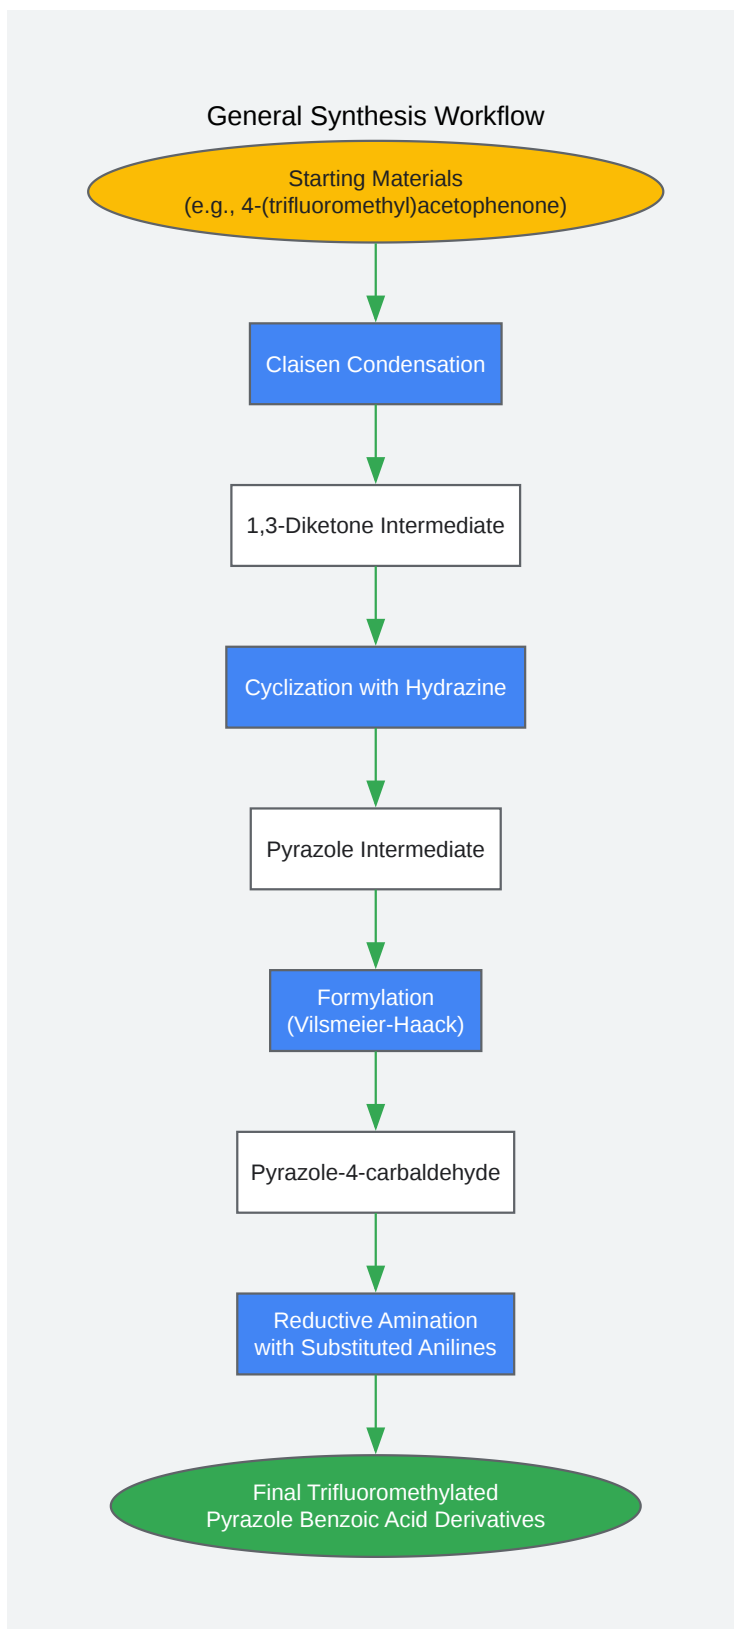 General Synthesis Workflow
Starting Materials
(e.g., 4-(trifluoromethyl)acetophenone)
Claisen Condensation
1,3-Diketone Intermediate
Cyclization with Hydrazine
Pyrazole Intermediate
Formylation
(Vilsmeier-Haack)
Pyrazole-4-carbaldehyde
Reductive Amination
with Substituted Anilines
Final Trifluoromethylated
Pyrazole Benzoic Acid Derivatives